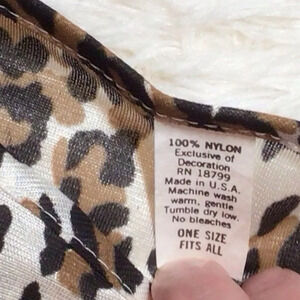 100% NYLON
Exclusive of
Decoration
RN 18799
Made in U.S.A.
Machine wash
warm, gentle
Tumble dry low.
No bleaches
ONE SIZE
FITS ALL